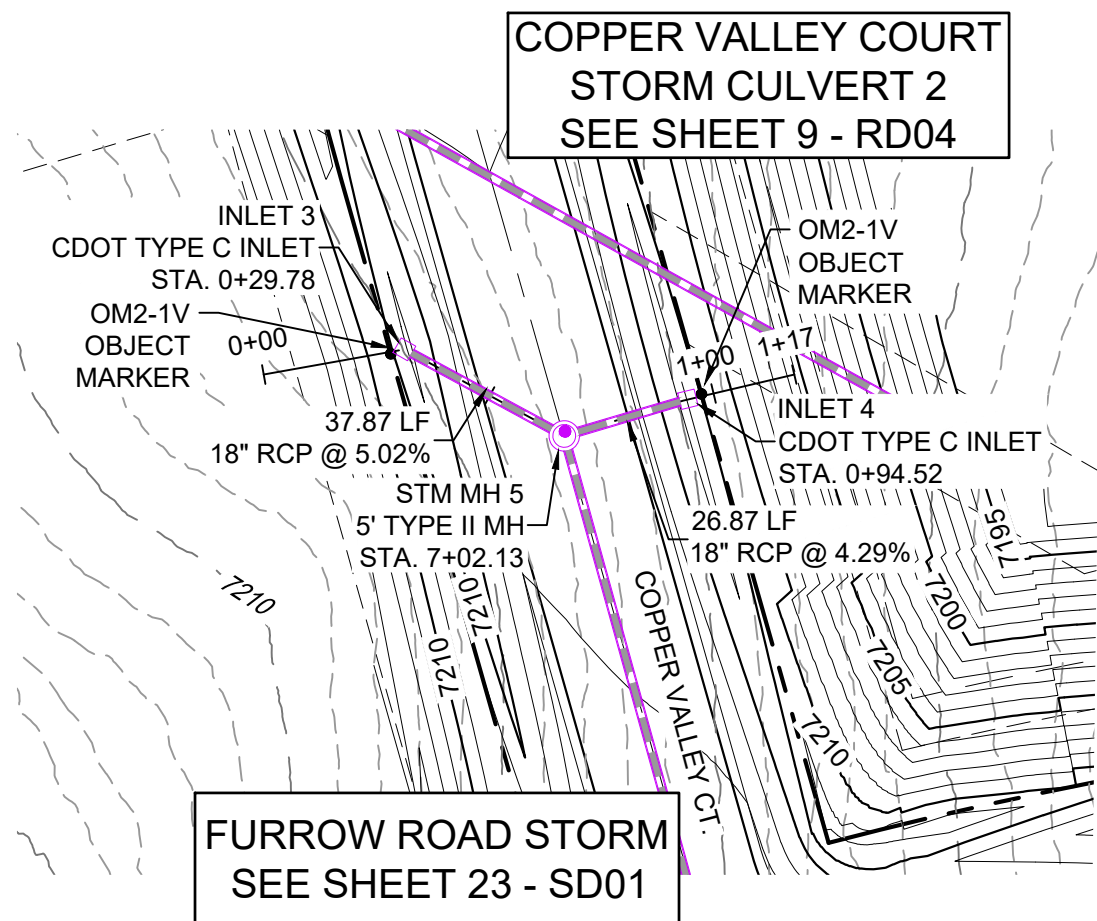 COPPER VALLEY COURT
STORM CULVERT 2
SEE SHEET 9 - RD04
INLET 3
CDOT TYPE C INLET
STA. 0+29.78
OM2-1V
OBJECT
MARKER
0+00
OM2-1V
OBJECT
MARKER
1+00
1+17
37.87 LF
18" RCP @ 5.02%
INLET 4
CDOT TYPE C INLET
STA. 0+94.52
STM MH 5
5' TYPE II MH
STA. 7+02.13
26.87 LF
18" RCP @ 4.29%
7195
7200
7205
7210
7210
7210
7210
COPPER VALLEY CT.
FURROW ROAD STORM
SEE SHEET 23 - SD01